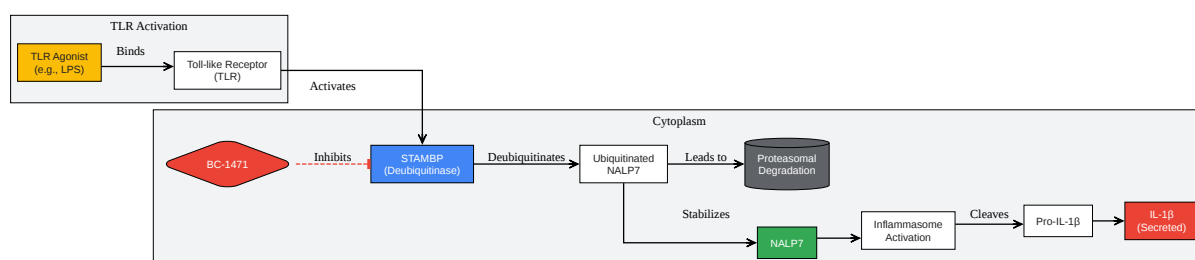 TLR Activation
TLR Agonist
(e.g., LPS)
Binds
Toll-like Receptor
(TLR)
Activates
Cytoplasm
BC-1471
Inhibits
STAMBP
(Deubiquitinase)
Deubiquitinates
Ubiquitinated
NALP7
Leads to
Proteasomal
Degradation
Stabilizes
NALP7
Inflammasome
Activation
Cleaves
Pro-IL-1β
IL-1β
(Secreted)